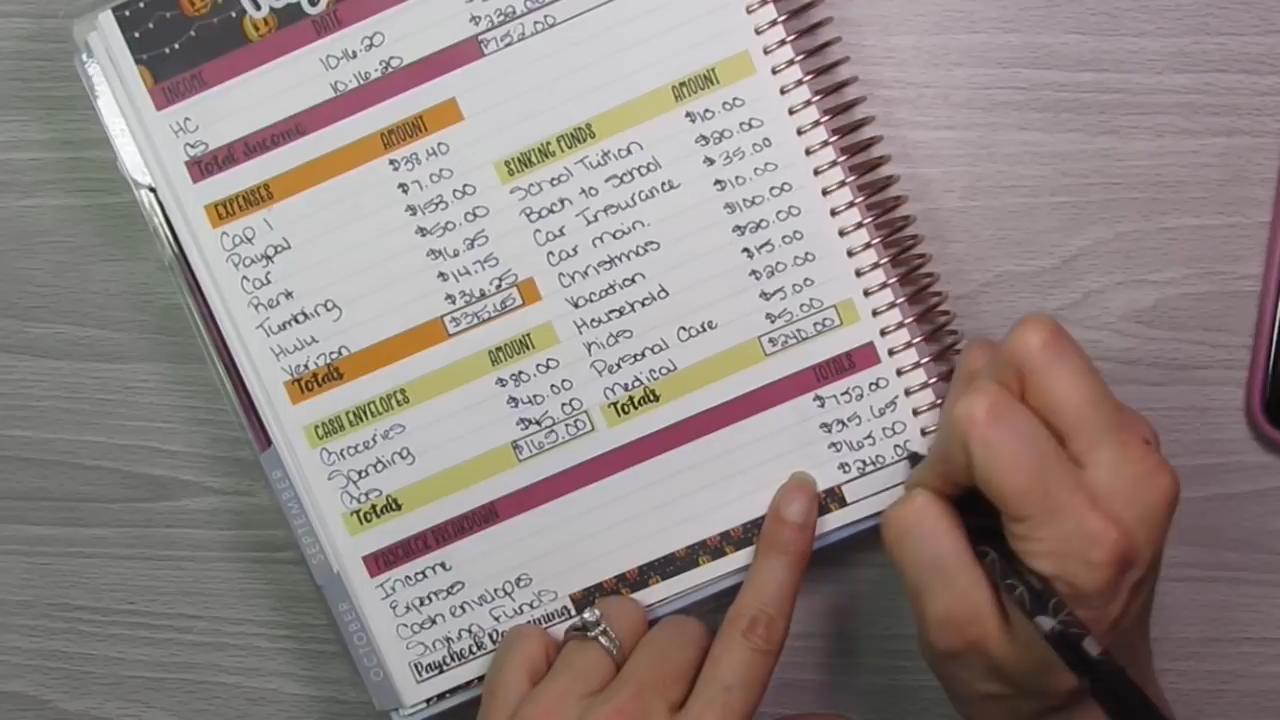 INCOME DATE
HC 10-16-20
10-16-20 $232.00
Total Income $752.00
EXPENSES AMOUNT
Cap 1 $38.40
Paypal $7.00
Car $153.00
Rent $50.00
Tumbling $16.25
Hulu $14.75
Verizon $36.25
Totals $315.65
CASH ENVELOPES AMOUNT
Groceries $80.00
Spending $40.00
Gas $45.00
Totals $165.00
SINKING FUNDS AMOUNT
School Tuition $10.00
Back to School $20.00
Car Insurance $35.00
Car main. $10.00
Christmas $100.00
Vacation $20.00
Household $15.00
Kids $20.00
Personal Care $5.00
Medical $5.00
Totals $240.00
PAYCHECK BREAKDOWN TOTALS
Income $752.00
Expenses $315.65
Cash envelopes $165.00
Sinking Funds $240.00
Paycheck Remaining
SEPTEMBER
OCTOBER